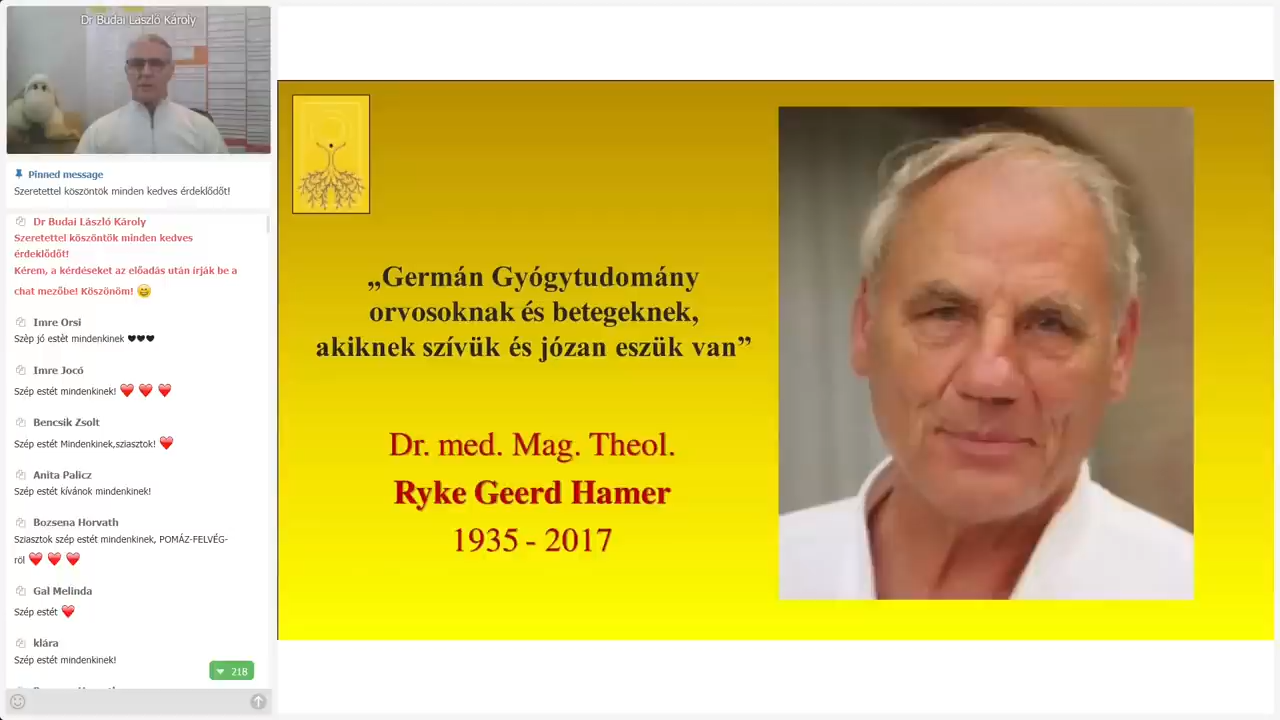 Dr Budai László Károly
Pinned message
Szeretettel köszöntök minden kedves érdeklődőt!
Dr Budai László Károly
Szeretettel köszöntök minden kedves
érdeklődőt!
Kérem, a kérdéseket az előadás után írják be a
chat mezőbe! Köszönöm! 😄
Imre Orsi
Szèp jó estèt mindenkinek 🖤🖤🖤
Imre Jocó
Szép estét mindenkinek! ❤️ ❤️ ❤️
Bencsik Zsolt
Szép estét Mindenkinek,sziasztok! ❤️
Anita Palicz
Szép estét kívánok mindenkinek!
Bozsena Horvath
Sziasztok szép estét mindenkinek, POMÁZ-FELVÉG-
ről ❤️ ❤️ ❤️
Gal Melinda
Szép estét ❤️
klára
Szép estét mindenkinek!
218
„Germán Gyógytudomány
orvosoknak és betegeknek,
akiknek szívük és józan eszük van”
Dr. med. Mag. Theol.
Ryke Geerd Hamer
1935 - 2017